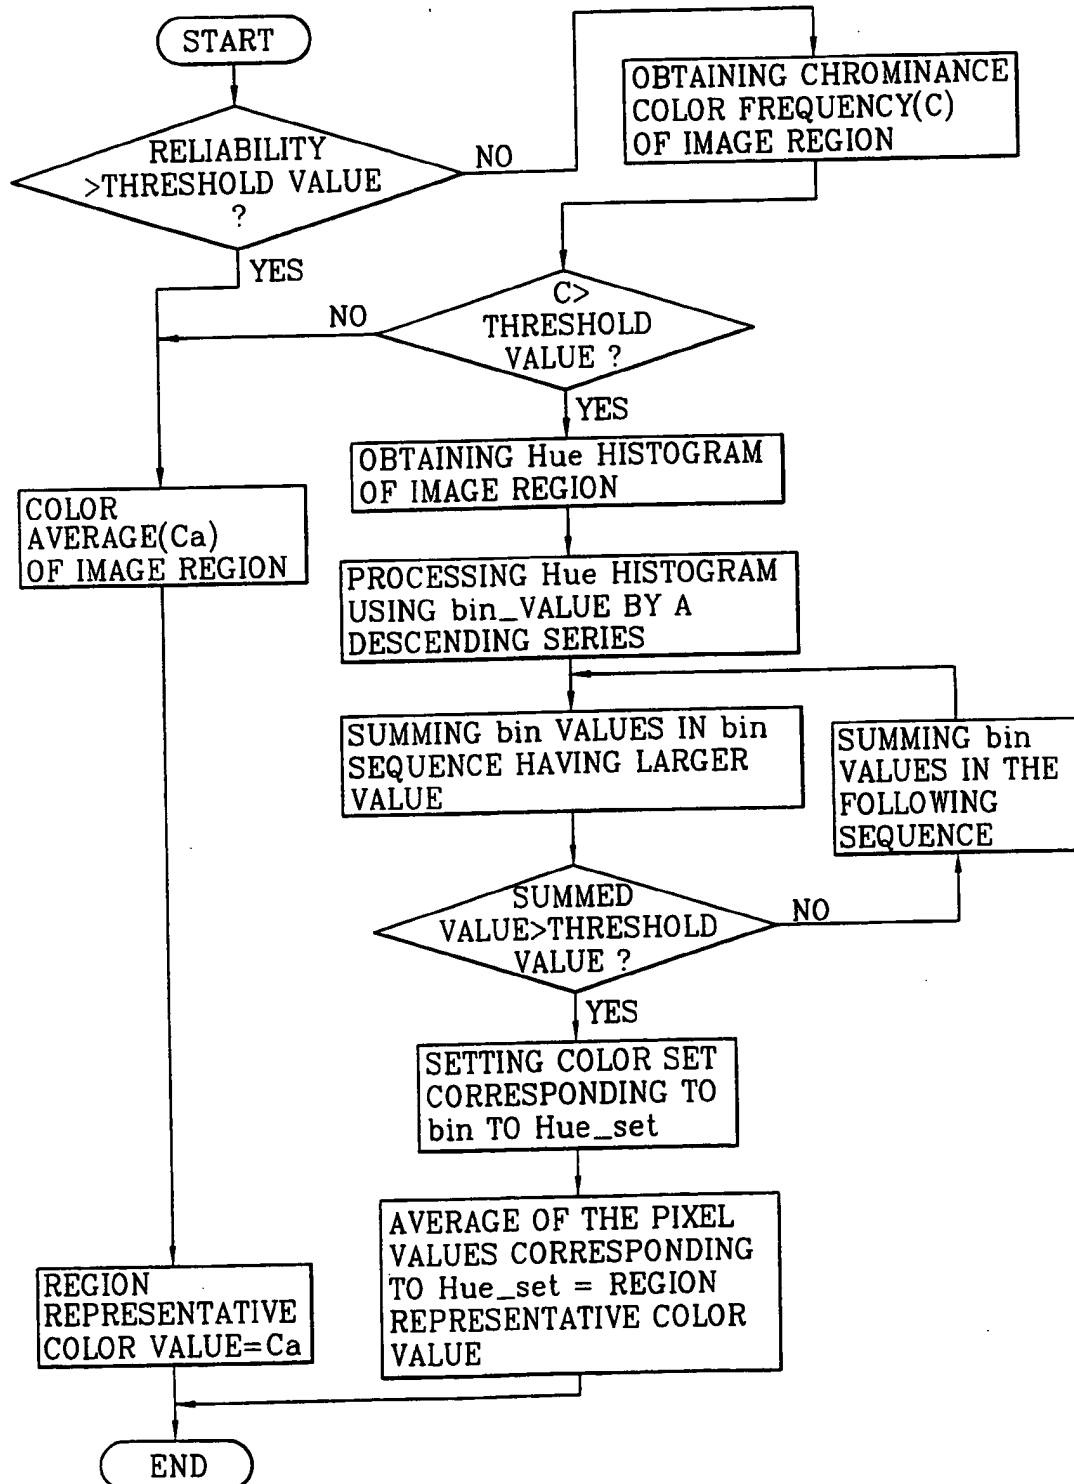 START
OBTAINING CHROMINANCE
COLOR FREQUENCY(C)
OF IMAGE REGION
RELIABILITY
>THRESHOLD VALUE
?
NO
YES
C>
THRESHOLD
VALUE ?
NO
YES
OBTAINING Hue HISTOGRAM
OF IMAGE REGION
COLOR
AVERAGE(Ca)
OF IMAGE REGION
PROCESSING Hue HISTOGRAM
USING bin_VALUE BY A
DESCENDING SERIES
SUMMING bin VALUES IN bin
SEQUENCE HAVING LARGER
VALUE
SUMMING bin
VALUES IN THE
FOLLOWING
SEQUENCE
SUMMED
VALUE>THRESHOLD
VALUE ?
NO
YES
SETTING COLOR SET
CORRESPONDING TO
bin TO Hue_set
AVERAGE OF THE PIXEL
VALUES CORRESPONDING
TO Hue_set = REGION
REPRESENTATIVE COLOR
VALUE
REGION
REPRESENTATIVE
COLOR VALUE=Ca
END